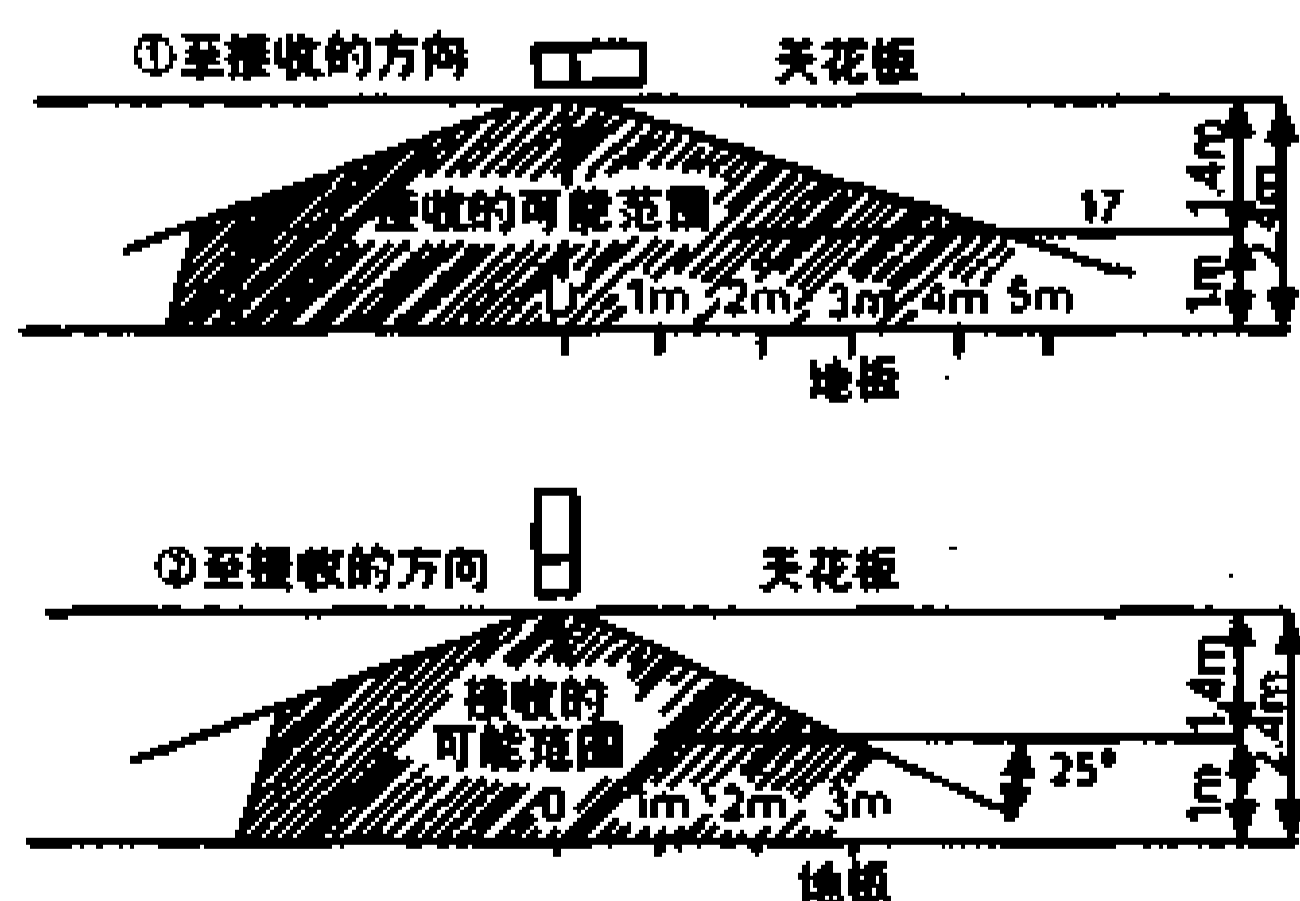 ①至接收的方向 天花板
接收的可能范围
17
1.4m
2.4m
1m
0 1m 2m 3m 4m 5m
地板
②至接收的方向 天花板
接收的
可能范围
1.4m
2.4m
25°
1m
0 1m 2m 3m
地板